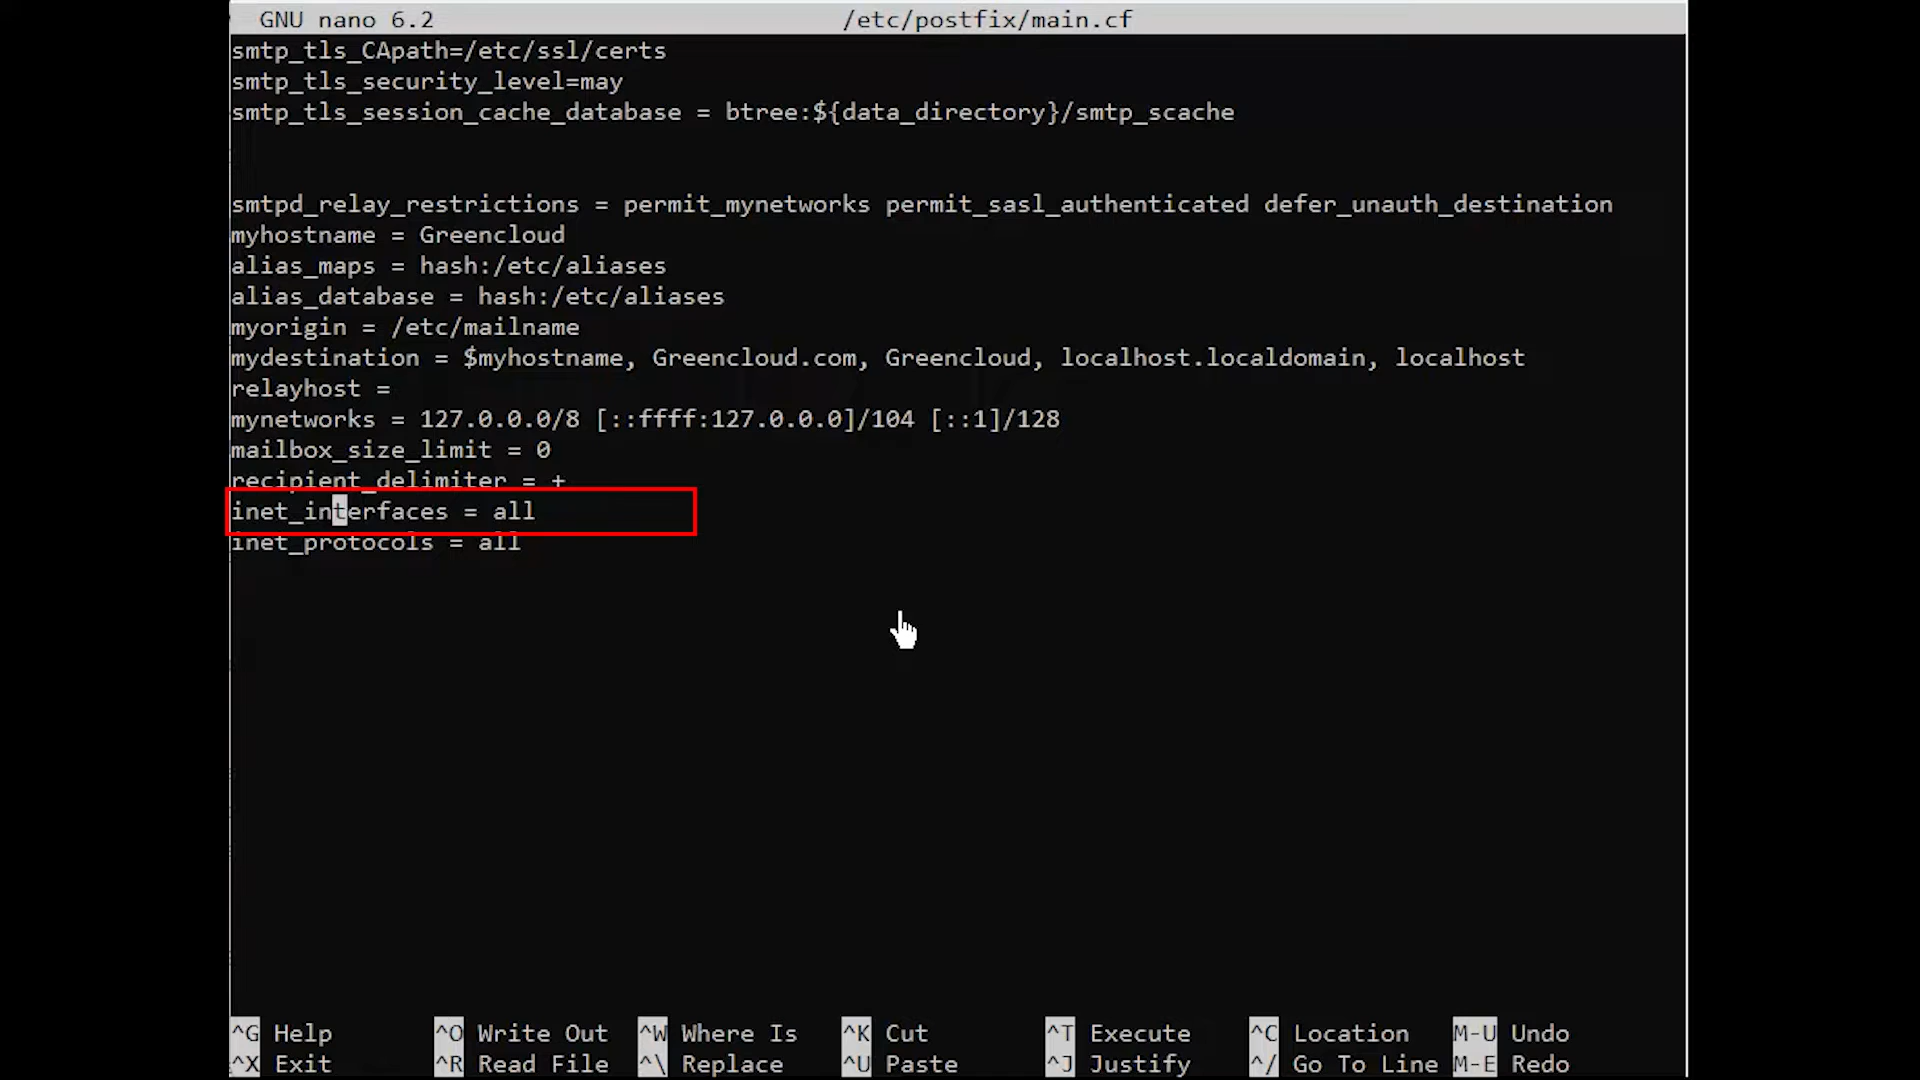 GNU nano 6.2 /etc/postfix/main.cf
smtp_tls_CApath=/etc/ssl/certs
smtp_tls_security_level=may
smtp_tls_session_cache_database = btree:${data_directory}/smtp_scache
smtpd_relay_restrictions = permit_mynetworks permit_sasl_authenticated defer_unauth_destination
myhostname = Greencloud
alias_maps = hash:/etc/aliases
alias_database = hash:/etc/aliases
myorigin = /etc/mailname
mydestination = $myhostname, Greencloud.com, Greencloud, localhost.localdomain, localhost
relayhost =
mynetworks = 127.0.0.0/8 [::ffff:127.0.0.0]/104 [::1]/128
mailbox_size_limit = 0
recipient_delimiter = +
inet_interfaces = all
inet_protocols = all
^G Help ^O Write Out ^W Where Is ^K Cut ^T Execute ^C Location M-U Undo
^X Exit ^R Read File ^\ Replace ^U Paste ^J Justify ^/ Go To Line M-E Redo